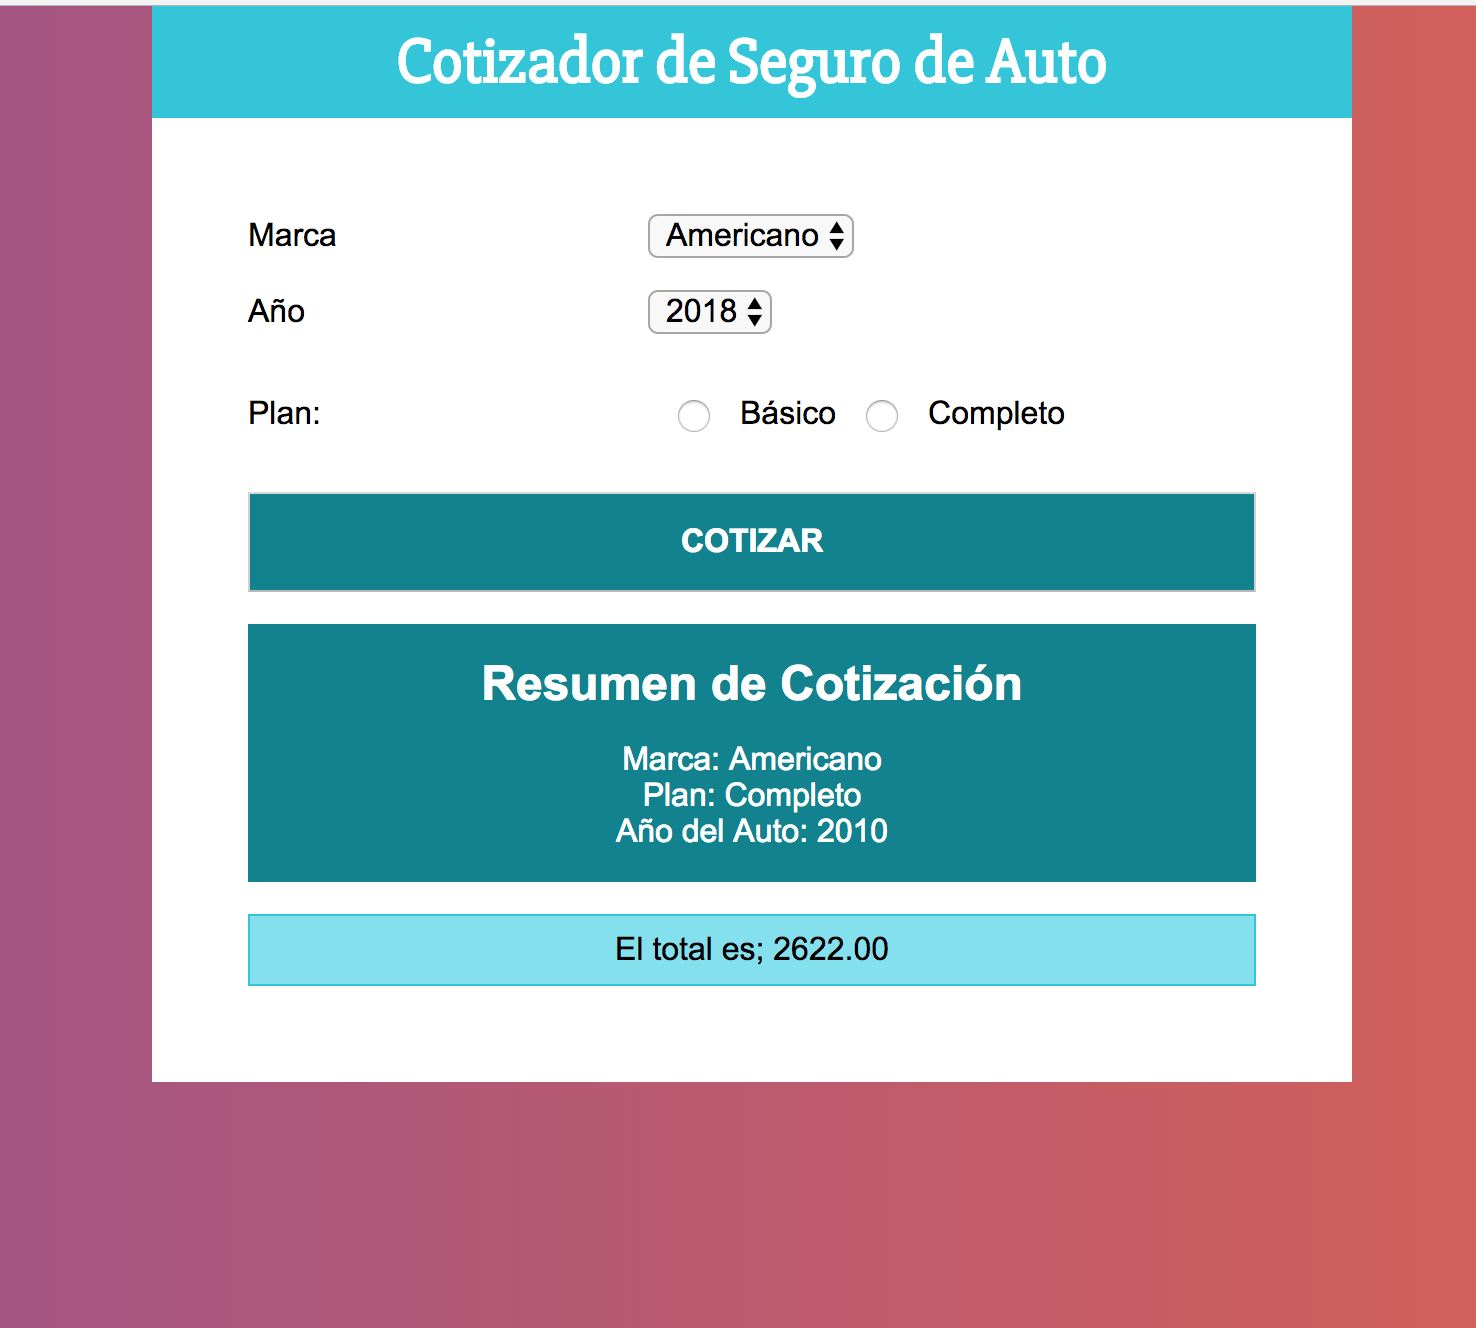 Cotizador de Seguro de Auto
Marca Americano
Año 2018
Plan: Básico Completo
COTIZAR
Resumen de Cotización
Marca: Americano
Plan: Completo
Año del Auto: 2010
El total es; 2622.00